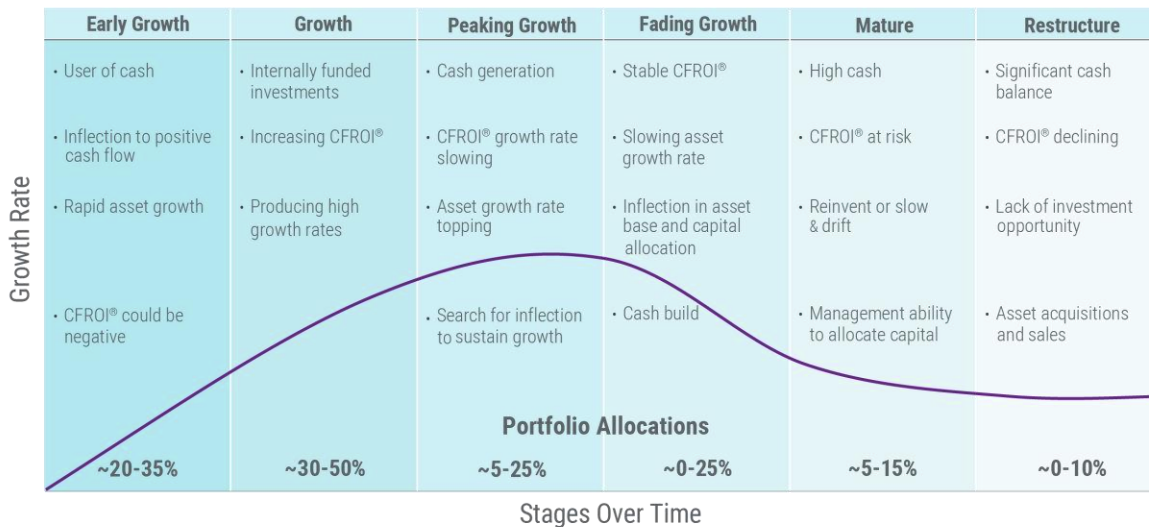 Early Growth
Growth
Peaking Growth
Fading Growth
Mature
Restructure
• User of cash
• Inflection to positive
cash flow
• Rapid asset growth
• CFROI® could be
negative
• Internally funded
investments
• Increasing CFROI®
• Producing high
growth rates
• Cash generation
• CFROI® growth rate
slowing
• Asset growth rate
topping
• Search for inflection
to sustain growth
• Stable CFROI®
• Slowing asset
growth rate
• Inflection in asset
base and capital
allocation
• Cash build
• High cash
• CFROI® at risk
• Reinvent or slow
& drift
• Management ability
to allocate capital
• Significant cash
balance
• CFROI® declining
• Lack of investment
opportunity
• Asset acquisitions
and sales
Growth Rate
Portfolio Allocations
~20-35%
~30-50%
~5-25%
~0-25%
~5-15%
~0-10%
Stages Over Time